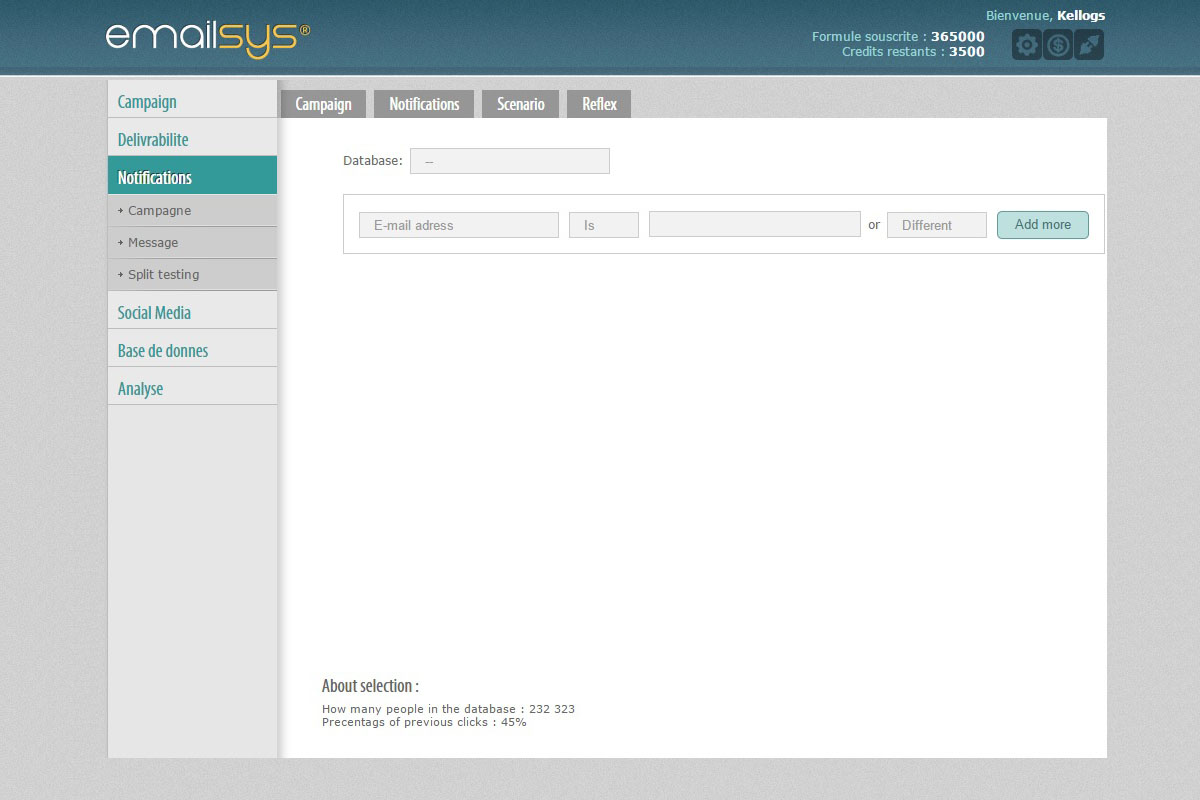 emailsys®
Bienvenue, Kellogs
Formule souscrite : 365000
Credits restants : 3500
Campaign
Delivrabilite
Notifications
Campagne
Message
Split testing
Social Media
Base de donnes
Analyse
Campaign Notifications Scenario Reflex
Database: --
E-mail adress Is or Different Add more
About selection :
How many people in the database : 232 323
Precentags of previous clicks : 45%